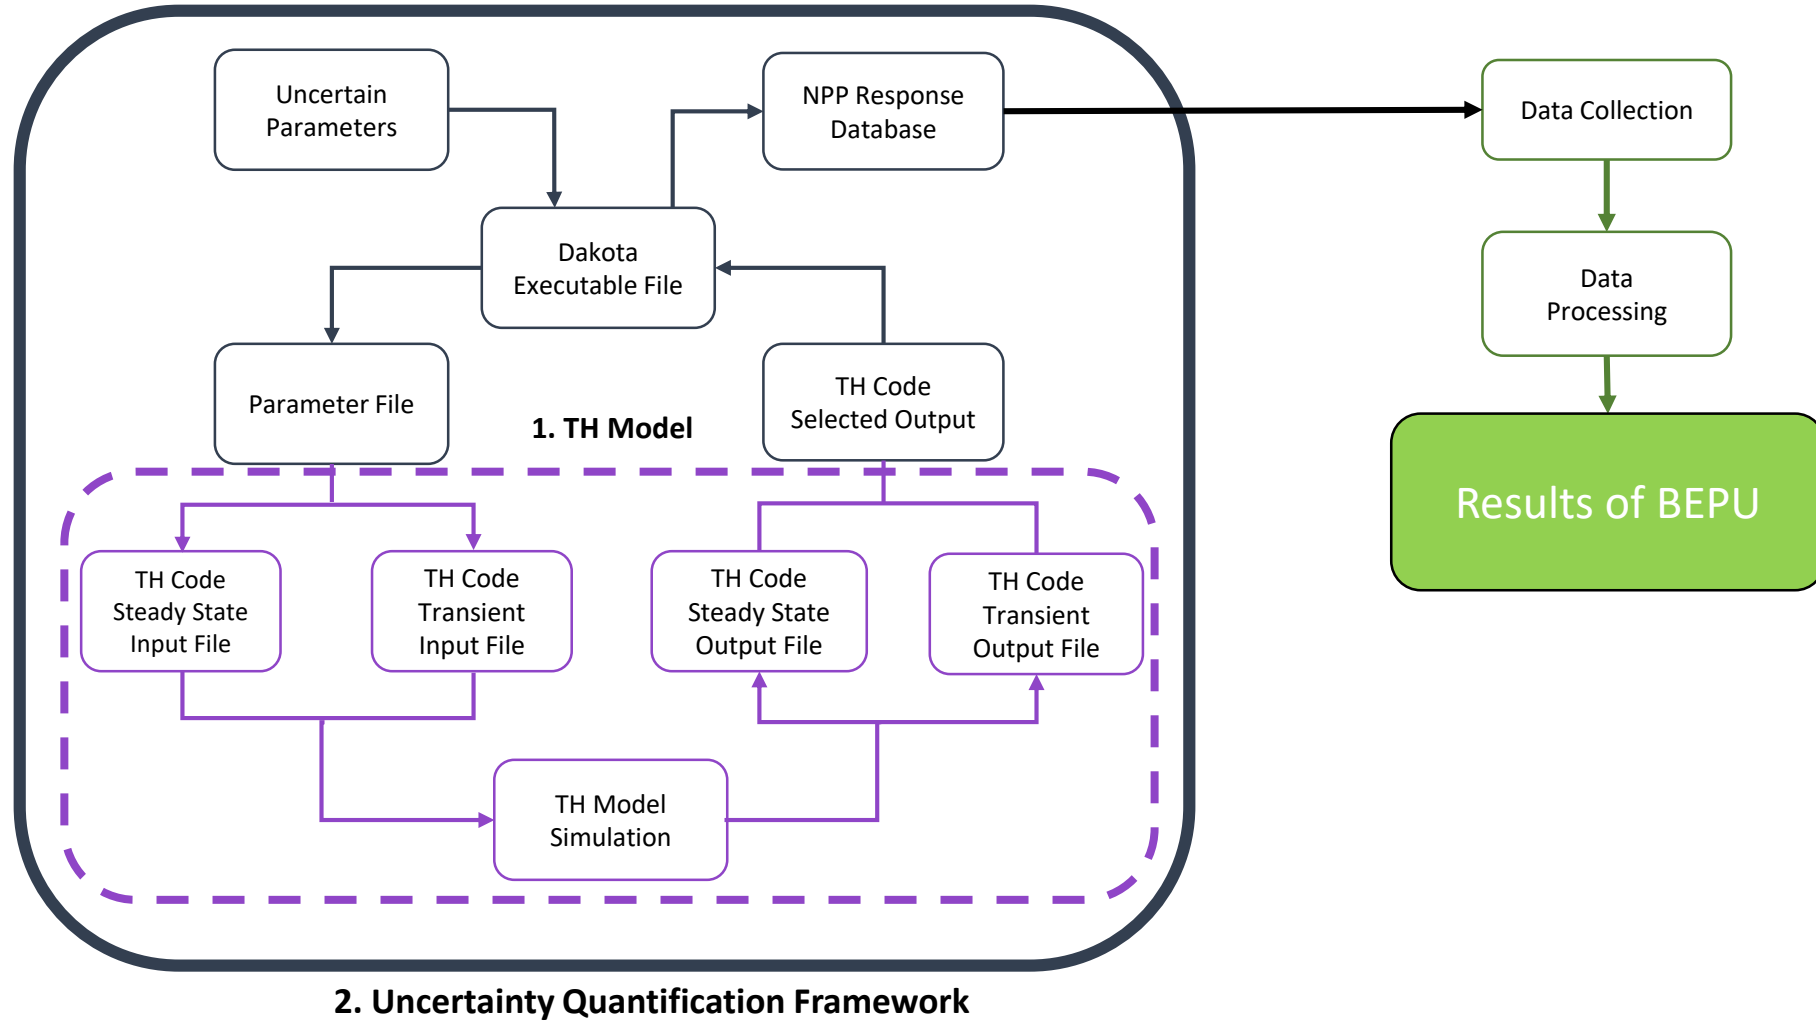 Uncertain
Parameters
NPP Response
Database
Data Collection
Dakota
Executable File
Data
Processing
Parameter File
TH Code
Selected Output
1. TH Model
Results of BEPU
TH Code
Steady State
Input File
TH Code
Transient
Input File
TH Code
Steady State
Output File
TH Code
Transient
Output File
TH Model
Simulation
2. Uncertainty Quantification Framework